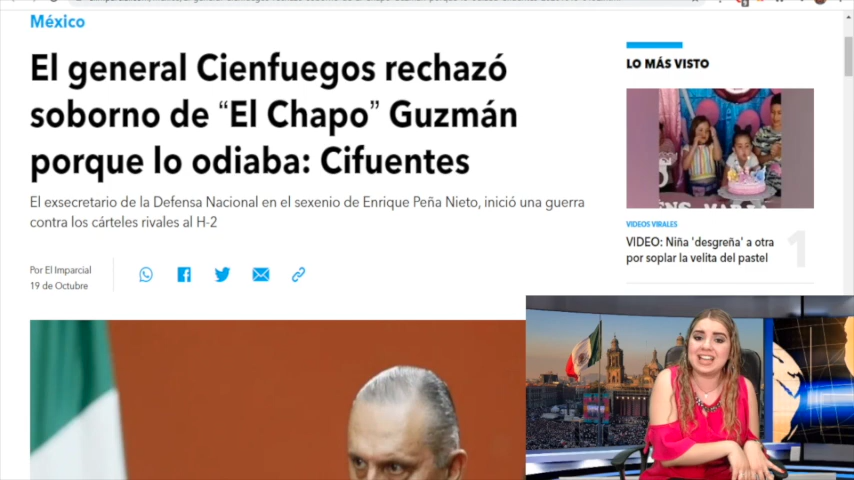 México
El general Cienfuegos rechazó
soborno de “El Chapo” Guzmán
porque lo odiaba: Cifuentes
El exsecretario de la Defensa Nacional en el sexenio de Enrique Peña Nieto, inició una guerra
contra los cárteles rivales al H-2
Por El Imparcial
19 de Octubre
LO MÁS VISTO
VIDEOS VIRALES
VIDEO: Niña 'desgreña' a otra
por soplar la velita del pastel
1